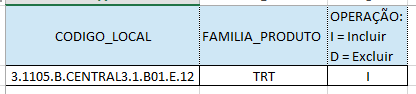 CODIGO_LOCAL FAMILIA_PRODUTO OPERAÇÃO:
I = Incluir
D = Excluir
3.1105.B.CENTRAL3.1.B01.E.12 TRT I